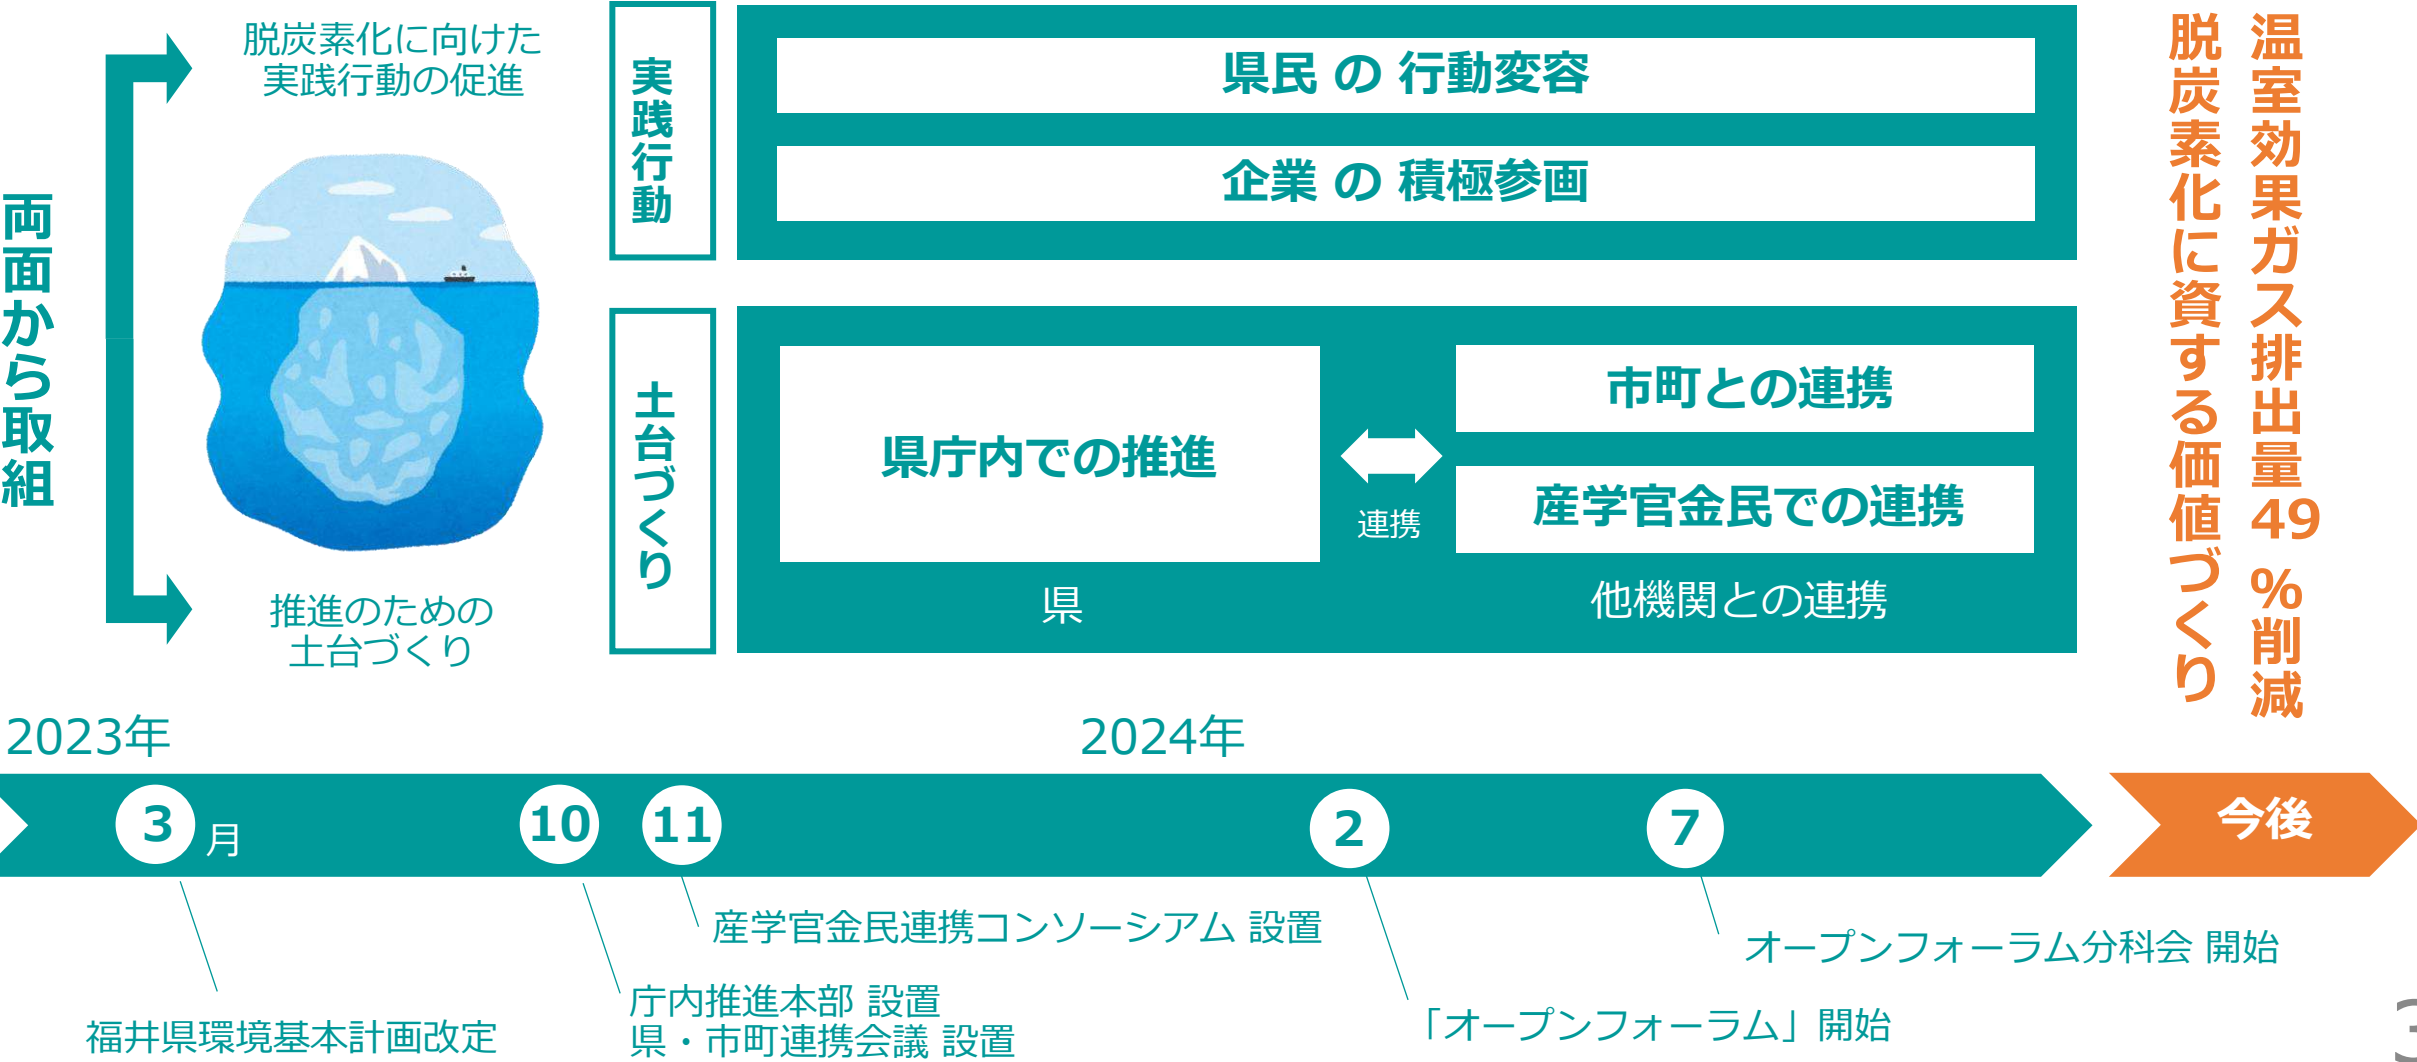 両面から取組
脱炭素化に向けた
実践行動の促進
推進のための
土台づくり
実践行動
県民 の 行動変容
企業 の 積極参画
土台づくり
県庁内での推進
県
連携
市町との連携
産学官金民での連携
他機関との連携
温室効果ガス排出量49%削減
脱炭素化に資する価値づくり
2023年
2024年
3月
10
11
2
7
今後
産学官金民連携コンソーシアム 設置
オープンフォーラム分科会 開始
庁内推進本部 設置
県・市町連携会議 設置
福井県環境基本計画改定
「オープンフォーラム」開始